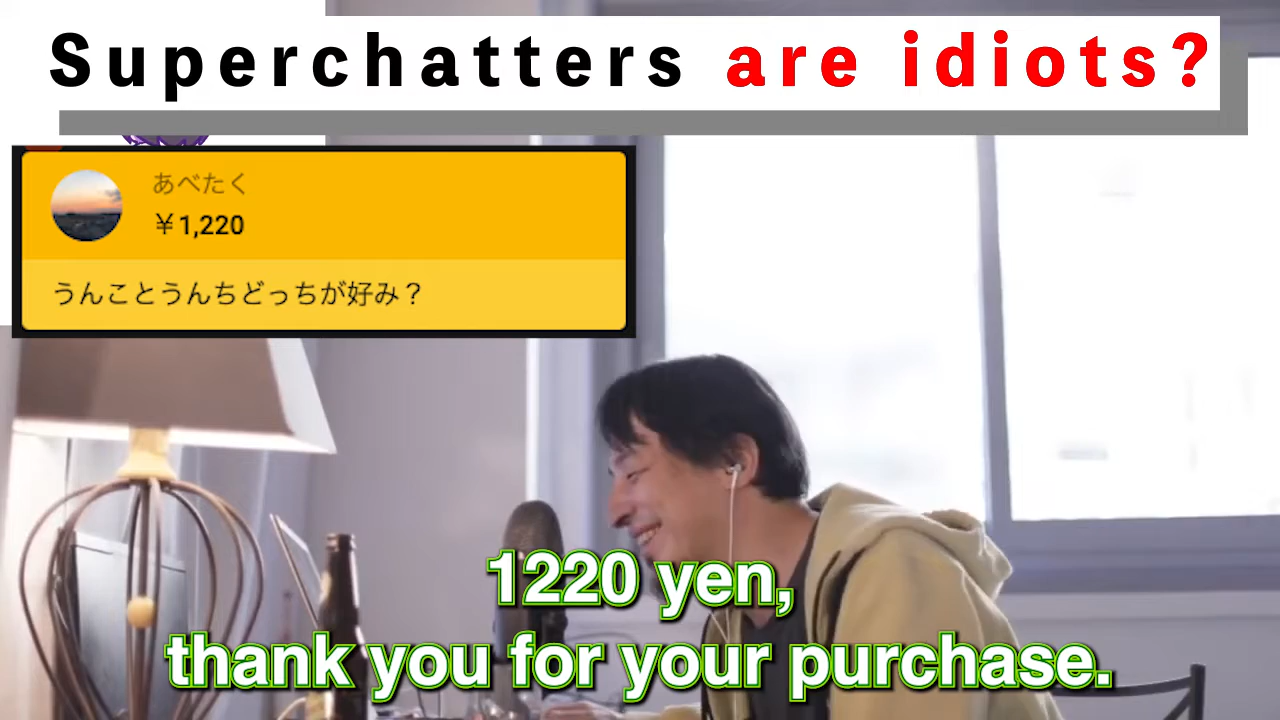 Superchatters are idiots?
あべたく
￥1,220
うんことうんちどっちが好み？
1220 yen,
thank you for your purchase.